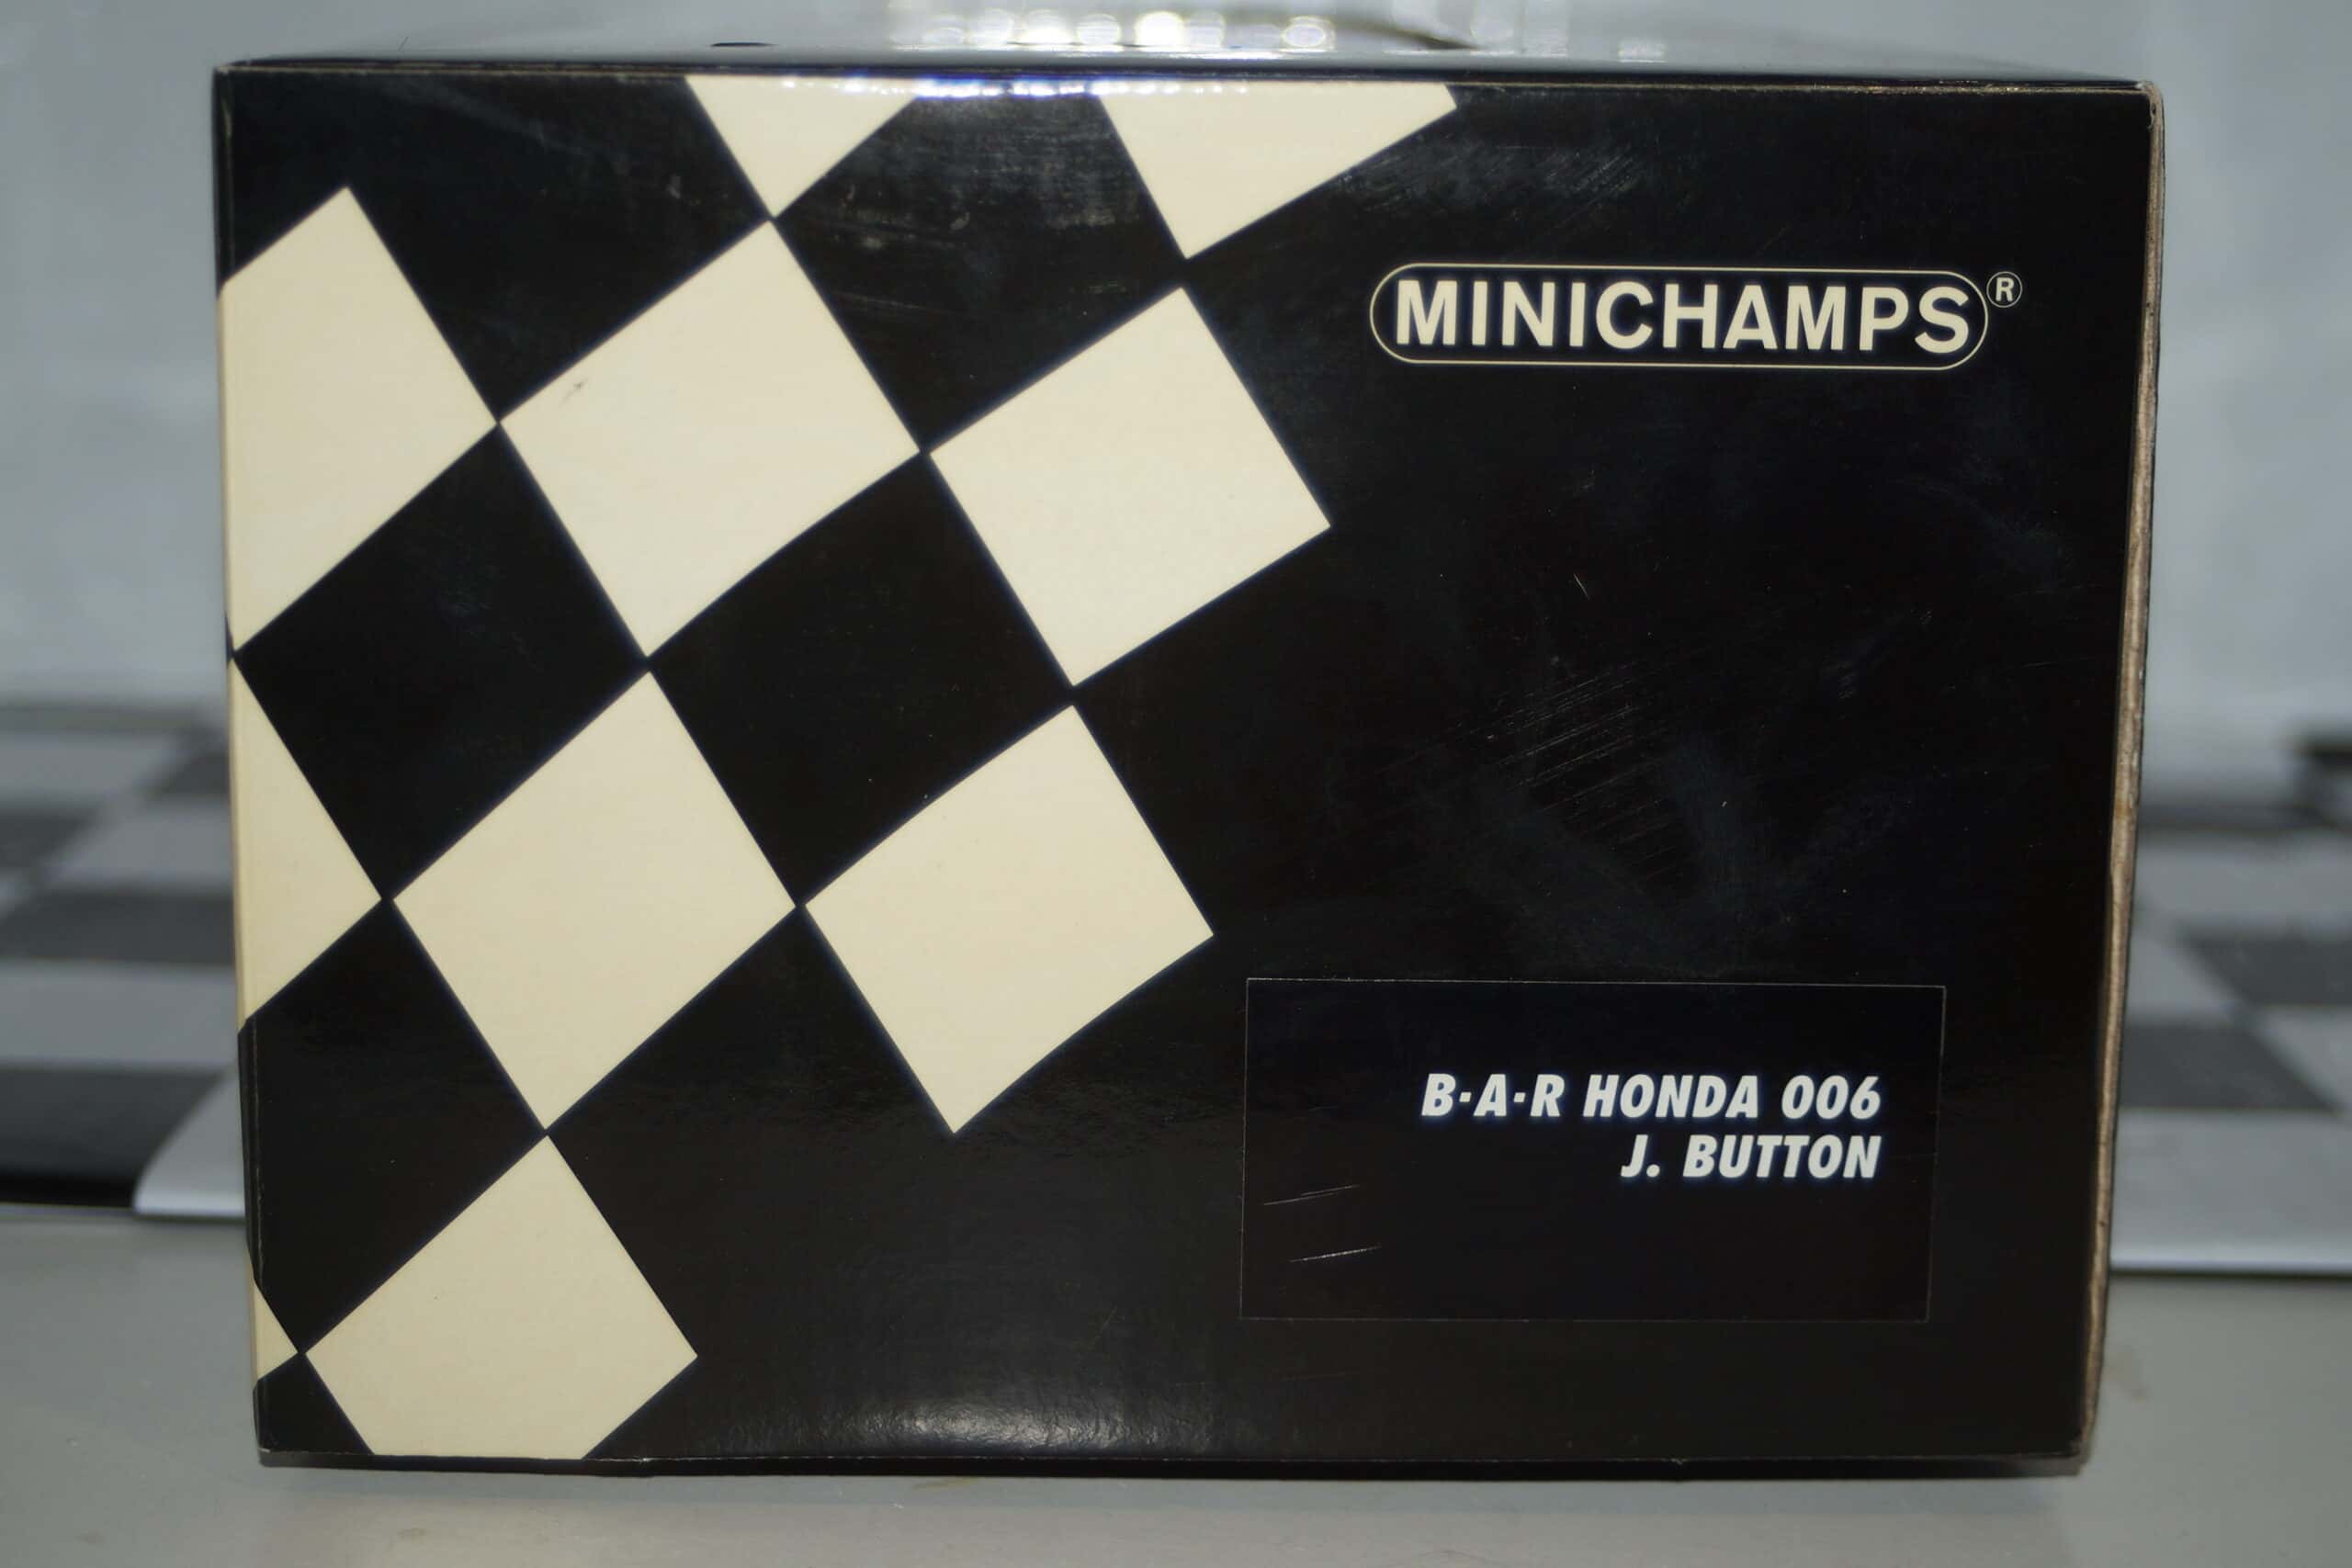 MINICHAMPS®
B·A·R HONDA 006
J. BUTTON